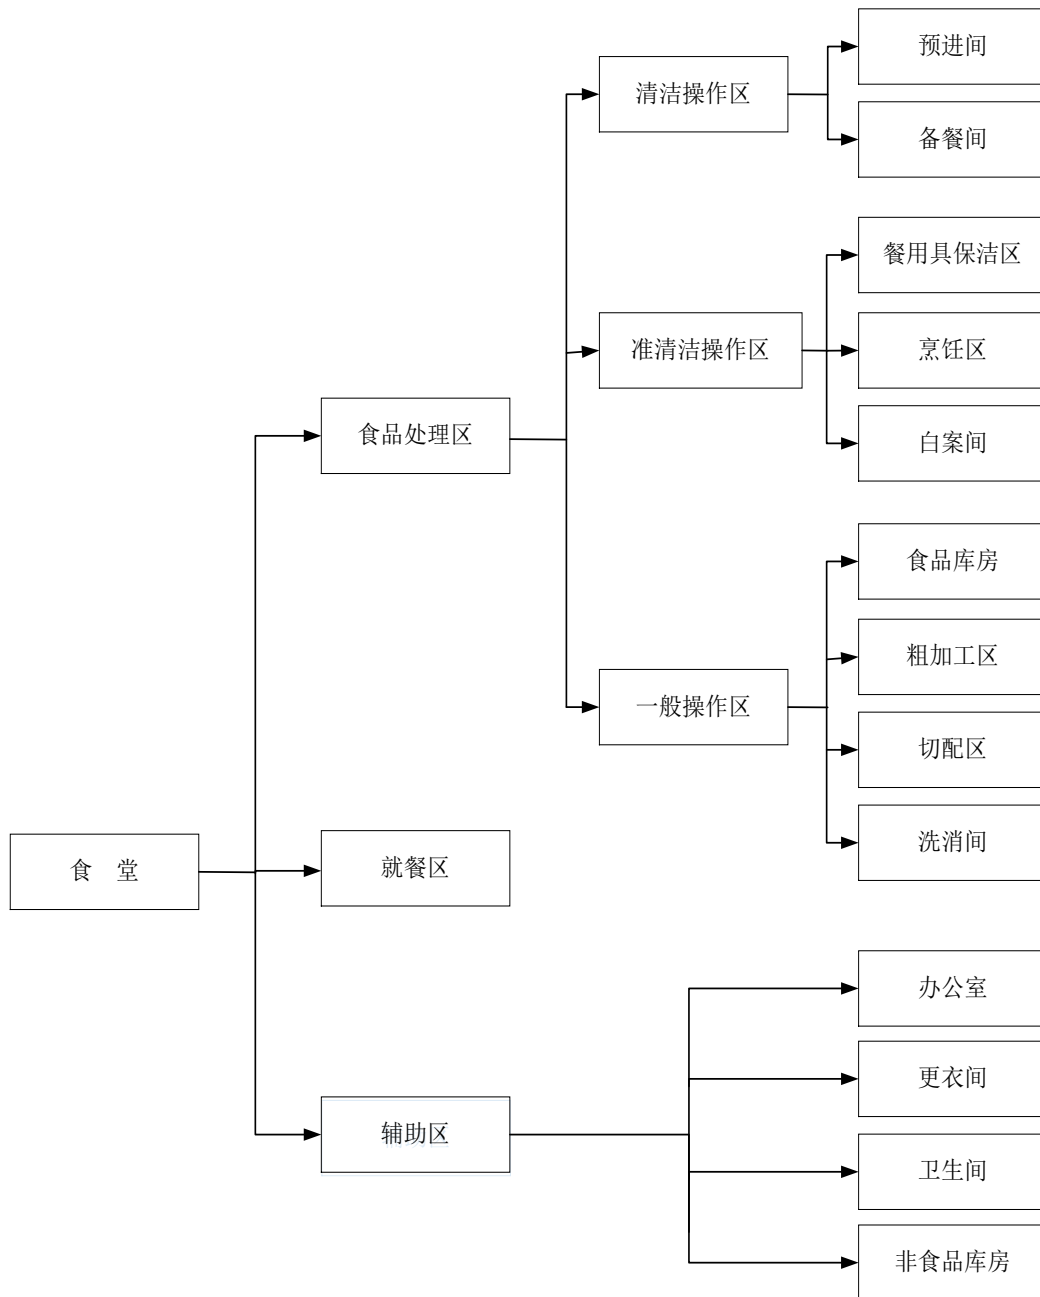 预进间
清洁操作区
备餐间
餐用具保洁区
准清洁操作区
烹饪区
食品处理区
白案间
食品库房
粗加工区
一般操作区
切配区
洗消间
食　堂
就餐区
办公室
更衣间
辅助区
卫生间
非食品库房